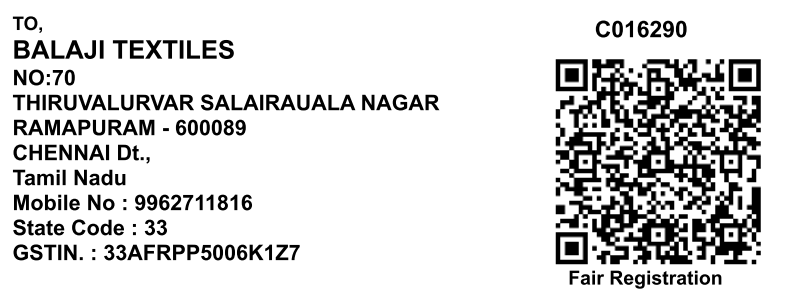 TO,
BALAJI TEXTILES
NO:70
THIRUVALURVAR SALAIRAUALA NAGAR
RAMAPURAM - 600089
CHENNAI Dt.,
Tamil Nadu
Mobile No : 9962711816
State Code : 33
GSTIN. : 33AFRPP5006K1Z7
C016290
Fair Registration